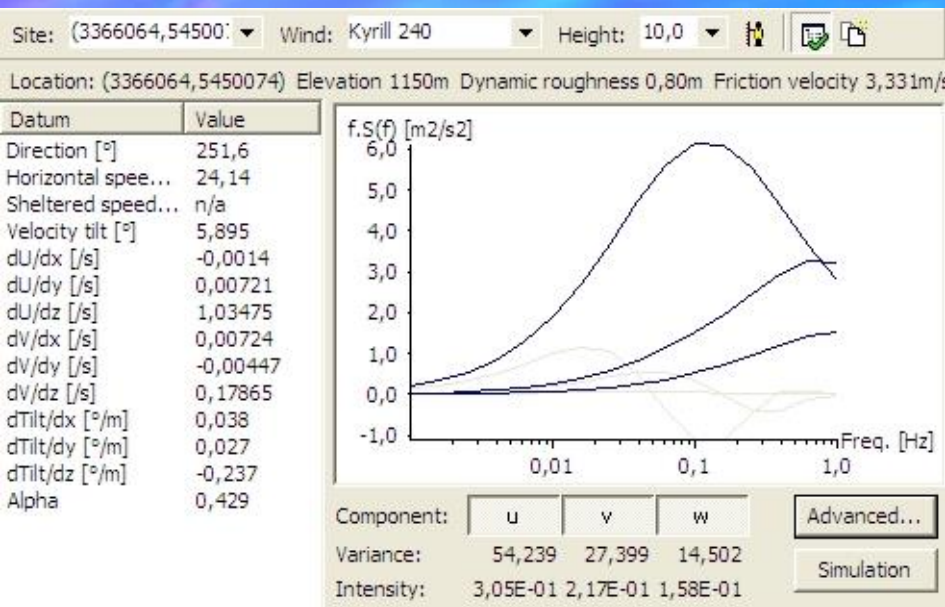 Site: (3366064,54500: Wind: Kyrill 240 Height: 10,0
Location: (3366064,5450074) Elevation 1150m Dynamic roughness 0,80m Friction velocity 3,331m/s
Datum Value
Direction [°] 251,6
Horizontal spee... 24,14
Sheltered speed... n/a
Velocity tilt [°] 5,895
dU/dx [/s] -0,0014
dU/dy [/s] 0,00721
dU/dz [/s] 1,03475
dV/dx [/s] 0,00724
dV/dy [/s] -0,00447
dV/dz [/s] 0,17865
dTilt/dx [°/m] 0,038
dTilt/dy [°/m] 0,027
dTilt/dz [°/m] -0,237
Alpha 0,429
f.S(f) [m2/s2]
6,0
5,0
4,0
3,0
2,0
1,0
0,0
-1,0
Freq. [Hz]
0,01 0,1 1,0
Component: u v w Advanced...
Variance: 54,239 27,399 14,502
Simulation
Intensity: 3,05E-01 2,17E-01 1,58E-01